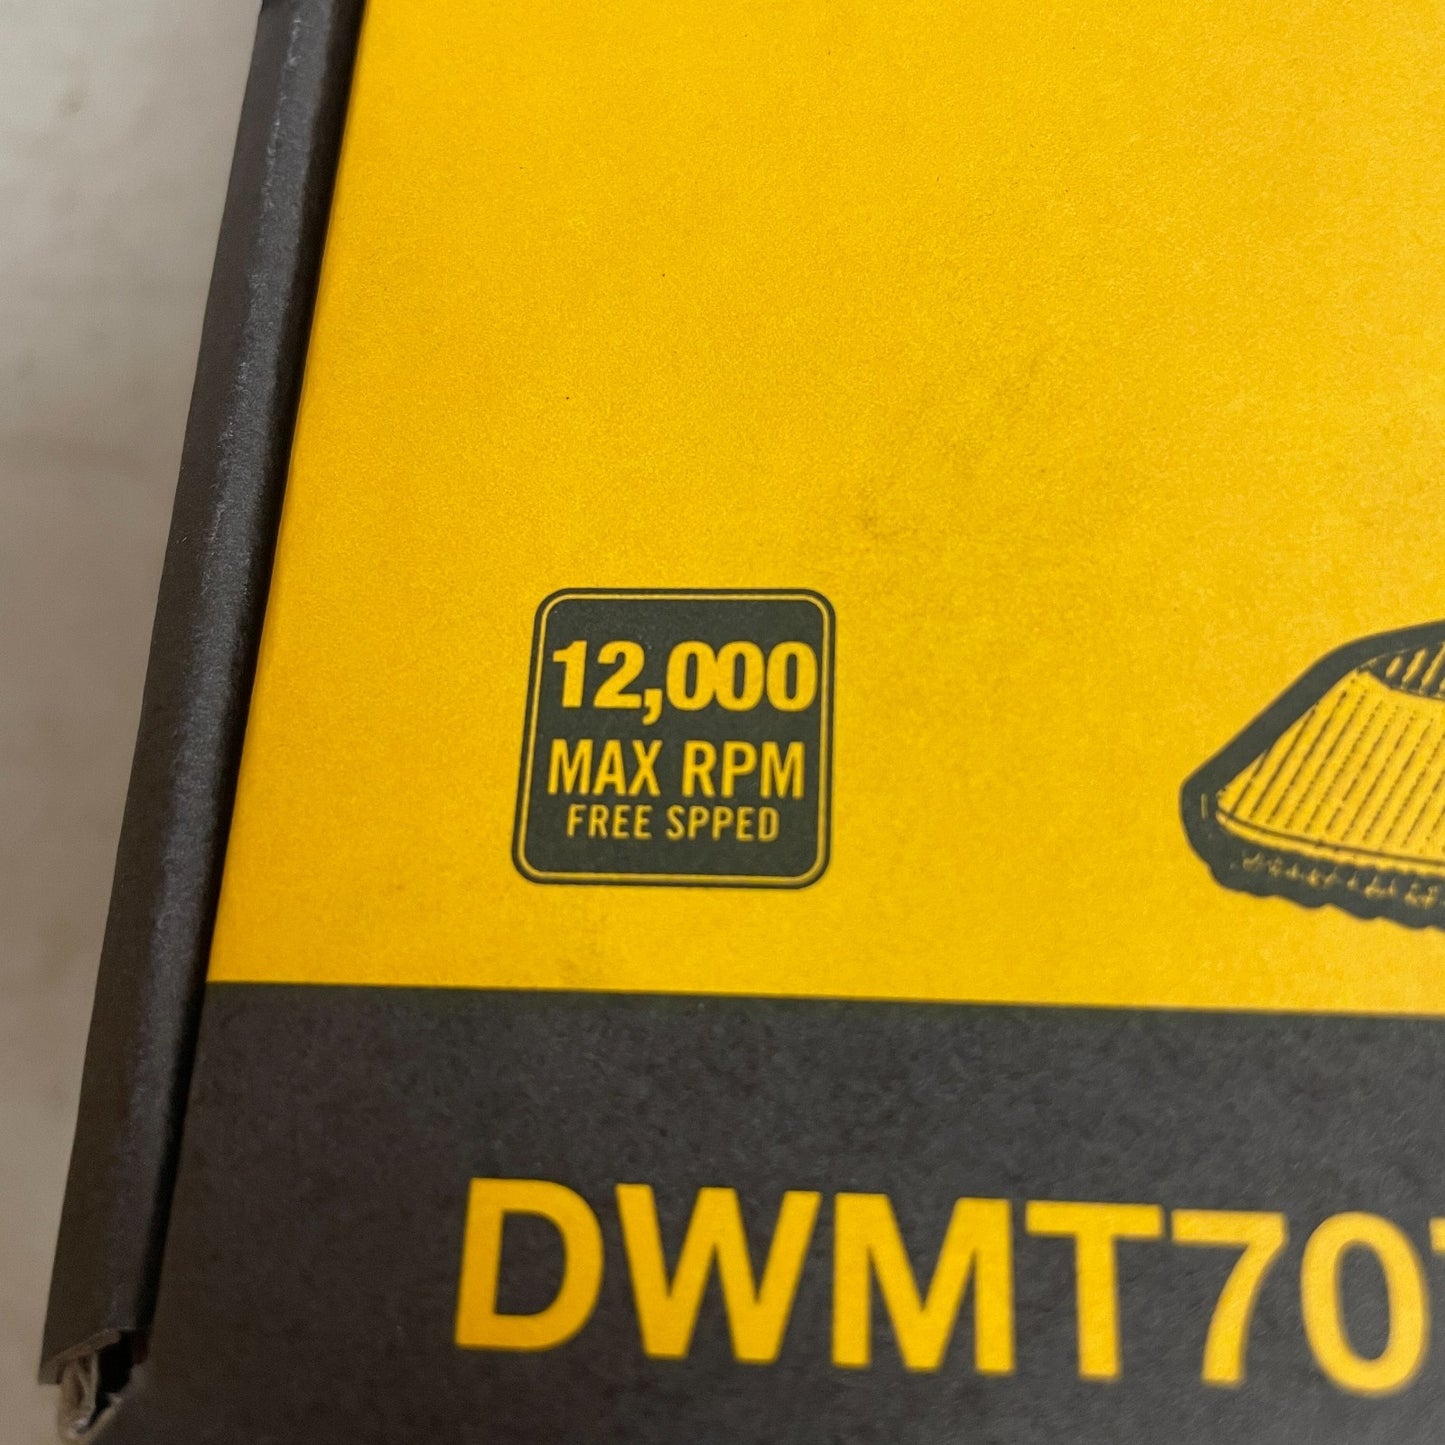 12,000
MAX RPM
FREE SPPED
DWMT70